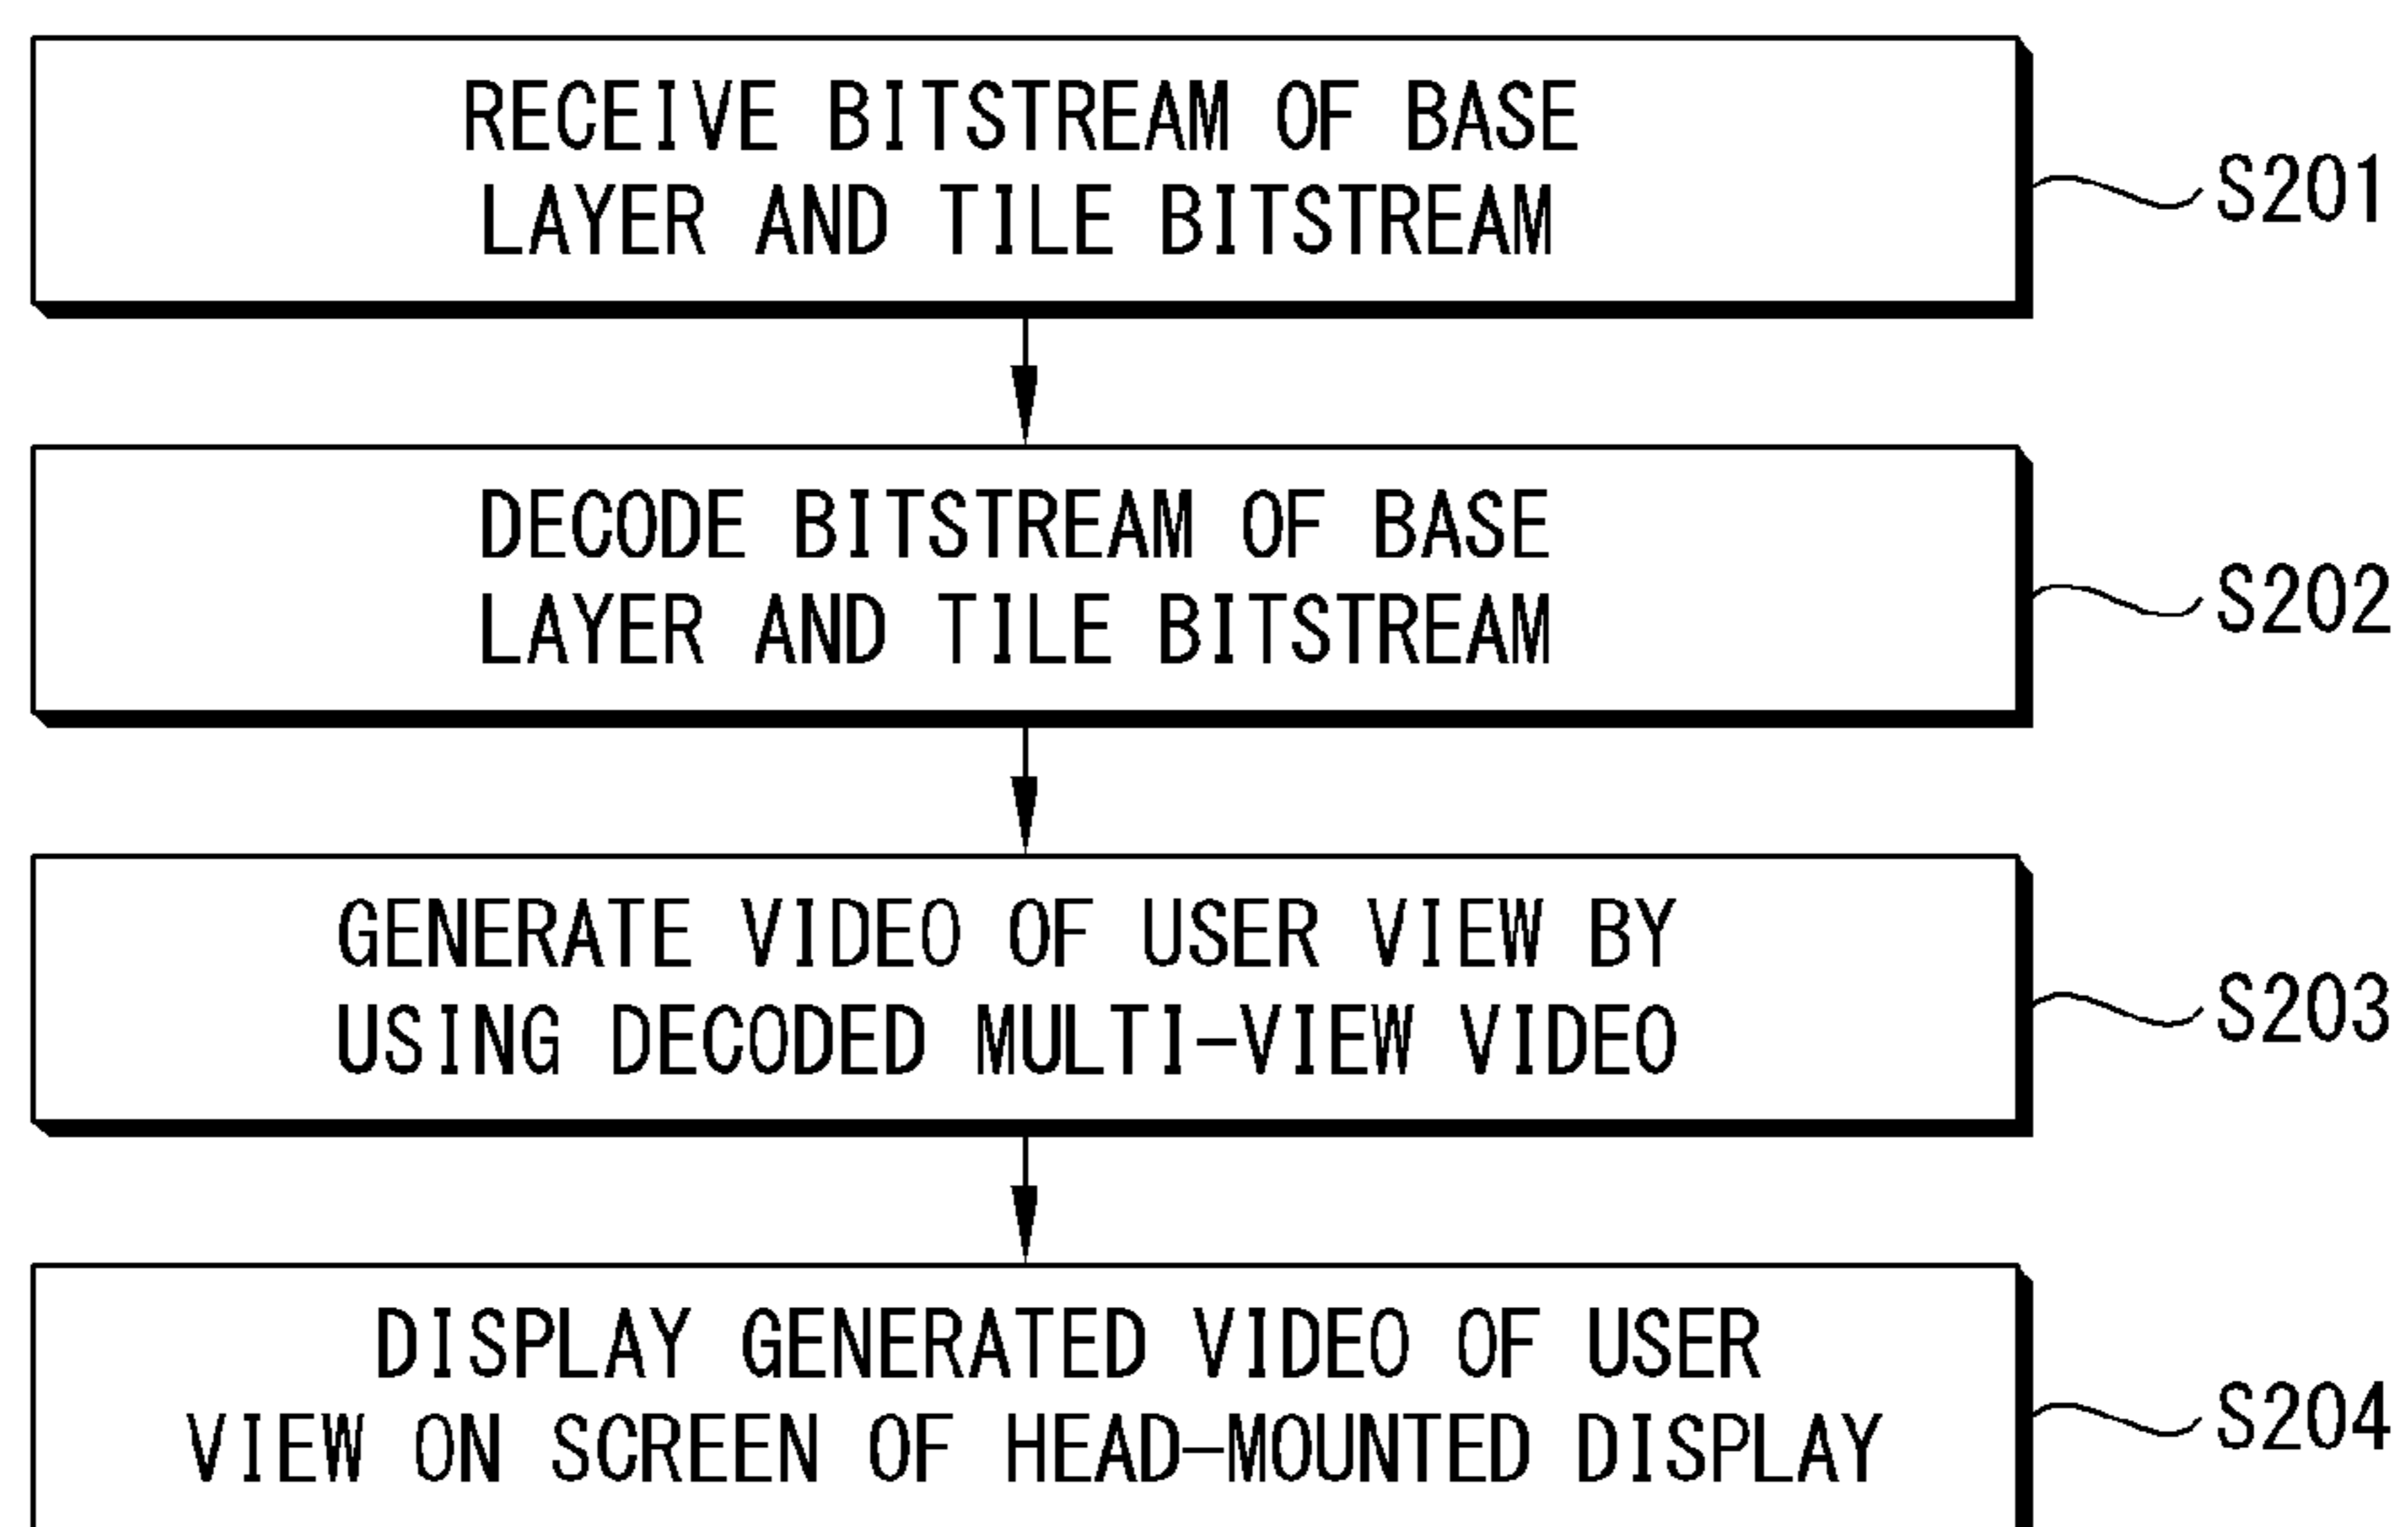 RECEIVE BITSTREAM OF BASE
LAYER AND TILE BITSTREAM
S201
DECODE BITSTREAM OF BASE
LAYER AND TILE BITSTREAM
S202
GENERATE VIDEO OF USER VIEW BY
USING DECODED MULTI-VIEW VIDEO
S203
DISPLAY GENERATED VIDEO OF USER
VIEW ON SCREEN OF HEAD-MOUNTED DISPLAY
S204